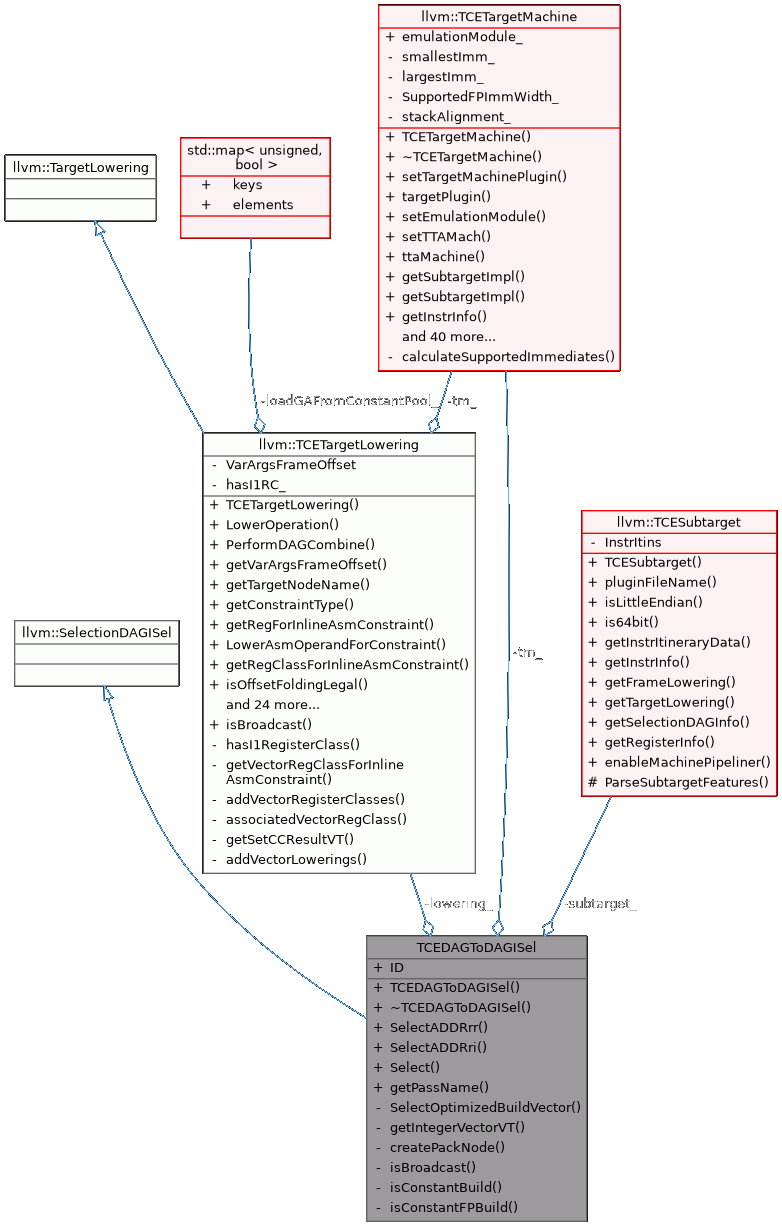 llvm::TCETargetMachine
+ emulationModule_
- smallestImm_
- largestImm_
- SupportedFPImmWidth_
- stackAlignment_
+ TCETargetMachine()
+ ~TCETargetMachine()
+ setTargetMachinePlugin()
+ targetPlugin()
+ setEmulationModule()
+ setTTAMach()
+ ttaMachine()
+ getSubtargetImpl()
+ getSubtargetImpl()
+ getInstrInfo()
and 40 more...
- calculateSupportedImmediates()
std::map< unsigned,
bool >
+ keys
+ elements
llvm::TargetLowering
-loadGAFromConstantPool_
-tm_
llvm::TCETargetLowering
- VarArgsFrameOffset
- hasI1RC_
+ TCETargetLowering()
+ LowerOperation()
+ PerformDAGCombine()
+ getVarArgsFrameOffset()
+ getTargetNodeName()
+ getConstraintType()
+ getRegForInlineAsmConstraint()
+ LowerAsmOperandForConstraint()
+ getRegClassForInlineAsmConstraint()
+ isOffsetFoldingLegal()
and 24 more...
+ isBroadcast()
- hasI1RegisterClass()
- getVectorRegClassForInline
AsmConstraint()
- addVectorRegisterClasses()
- associatedVectorRegClass()
- getSetCCResultVT()
- addVectorLowerings()
llvm::TCESubtarget
- InstrItins
+ TCESubtarget()
+ pluginFileName()
+ isLittleEndian()
+ is64bit()
+ getInstrItineraryData()
+ getInstrInfo()
+ getFrameLowering()
+ getTargetLowering()
+ getSelectionDAGInfo()
+ getRegisterInfo()
+ enableMachinePipeliner()
# ParseSubtargetFeatures()
llvm::SelectionDAGISel
-tm_
-lowering_
-subtarget_
TCEDAGToDAGISel
+ ID
+ TCEDAGToDAGISel()
+ ~TCEDAGToDAGISel()
+ SelectADDRrr()
+ SelectADDRri()
+ Select()
+ getPassName()
- SelectOptimizedBuildVector()
- getIntegerVectorVT()
- createPackNode()
- isBroadcast()
- isConstantBuild()
- isConstantFPBuild()